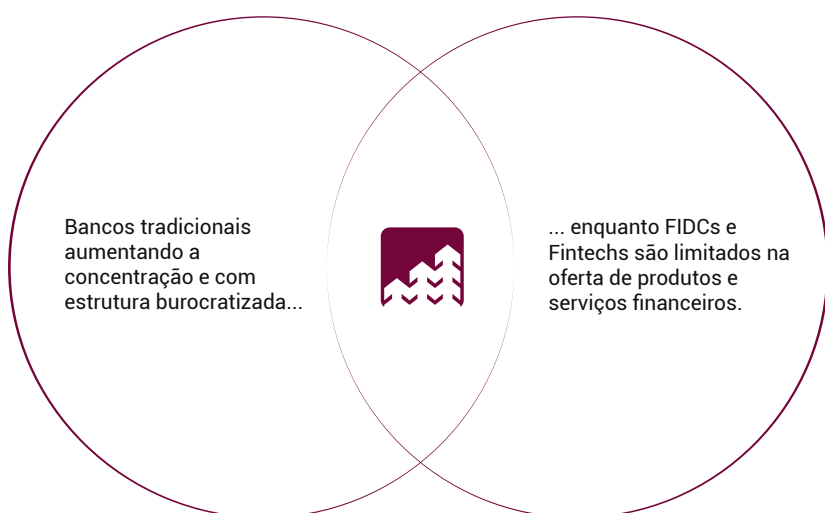 Bancos tradicionais
aumentando a
concentração e com
estrutura burocratizada...
... enquanto FIDCs e
Fintechs são limitados na
oferta de produtos e
serviços financeiros.